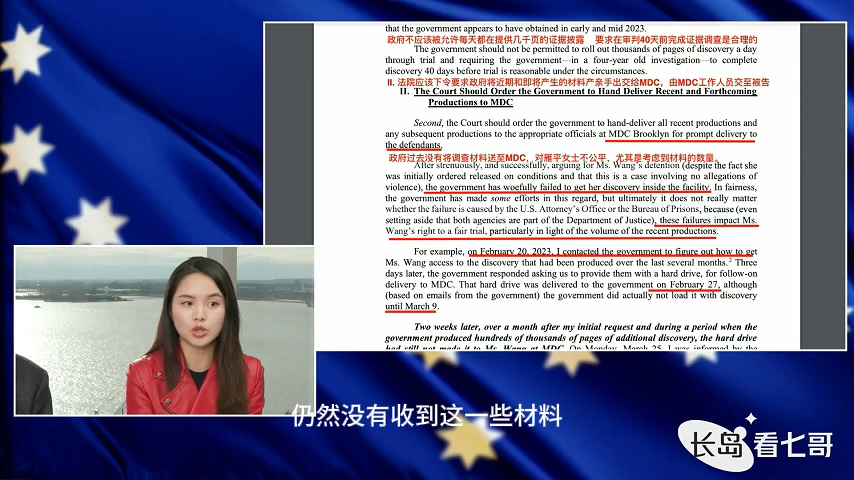 that the government appears to have obtained in early and mid 2023.
政府不应该被允许每天都在提供几千页的证据披露 要求在审判40天前完成证据调查是合理的
The government should not be permitted to roll out thousands of pages of discovery a day
through trial and requiring the government—in a four-year old investigation—to complete
discovery 40 days before trial is reasonable under the circumstances.
II. 法院应该下令要求政府将近期和即将产生的材料产亲手出交给MDC，由MDC工作人员交至被告
II. The Court Should Order the Government to Hand-Deliver Recent and Forthcoming
Productions to MDC
Second, the Court should order the government to hand-deliver all recent productions and
any subsequent productions to the appropriate officials at MDC Brooklyn for prompt delivery to
the defendants.
政府过去没有将调查材料送至MDC，对雁平女士不公平，尤其是考虑到材料的数量。
After strenuously, and successfully, arguing for Ms. Wang's detention (despite the fact she
was initially ordered released on conditions and that this is a case involving no allegations of
violence), the government has woefully failed to get her discovery inside the facility. In fairness,
the government has made some efforts in this regard, but ultimately it does not really matter
whether the failure is caused by the U.S. Attorney's Office or the Bureau of Prisons, because (even
setting aside that both agencies are part of the Department of Justice), these failures impact Ms.
Wang's right to a fair trial, particularly in light of the volume of the recent productions.
For example, on February 20, 2023, I contacted the government to figure out how to get
Ms. Wang access to the discovery that had been produced over the last several months.2 Three
days later, the government responded asking us to provide them with a hard drive, for follow-on
delivery to MDC. That hard drive was delivered to the government on February 27, although
(based on emails from the government) the government did actually not load it with discovery
until March 9.
Two weeks later, over a month after my initial request and during a period when the
government produced hundreds of thousands of pages of additional discovery, the hard drive
had still not made it to Ms. Wang at MDC. On Monday, March 25, I was informed by the
仍然没有收到这一些材料
长岛看七哥